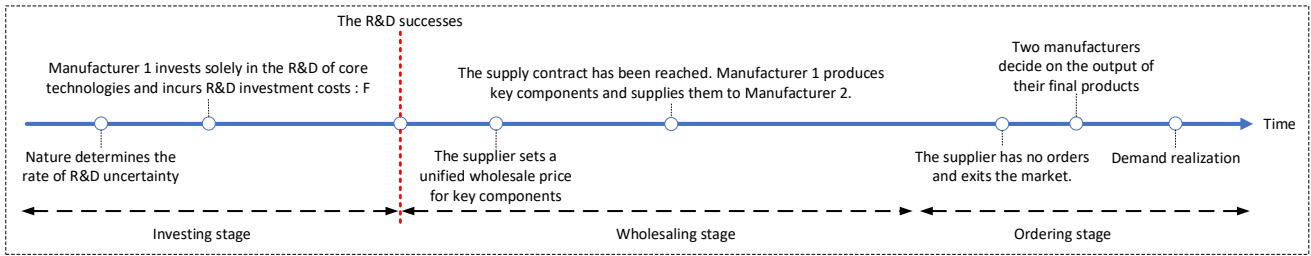 The R&D successes
Manufacturer 1 invests solely in the R&D of core
technologies and incurs R&D investment costs : F
The supply contract has been reached. Manufacturer 1 produces
key components and supplies them to Manufacturer 2.
Two manufacturers
decide on the output of
their final products
Time
Nature determines the
rate of R&D uncertainty
The supplier sets a
unified wholesale price
for key components
The supplier has no orders
and exits the market.
Demand realization
Investing stage
Wholesaling stage
Ordering stage